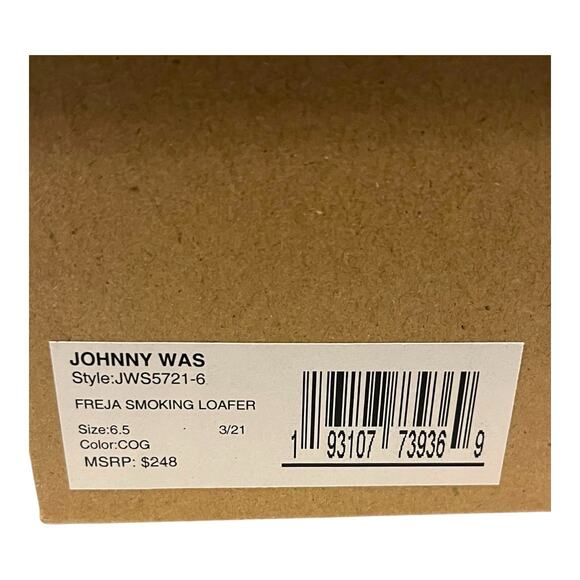 JOHNNY WAS
Style:JWS5721-6
FREJA SMOKING LOAFER
Size:6.5 3/21
Color:COG
MSRP: $248
1 93107 73936 9